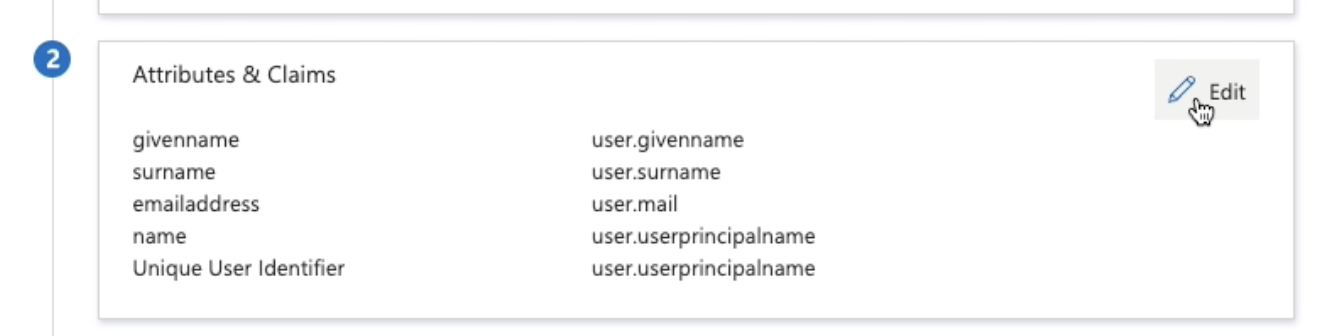 2
Attributes & Claims
Edit
givenname user.givenname
surname user.surname
emailaddress user.mail
name user.userprincipalname
Unique User Identifier user.userprincipalname